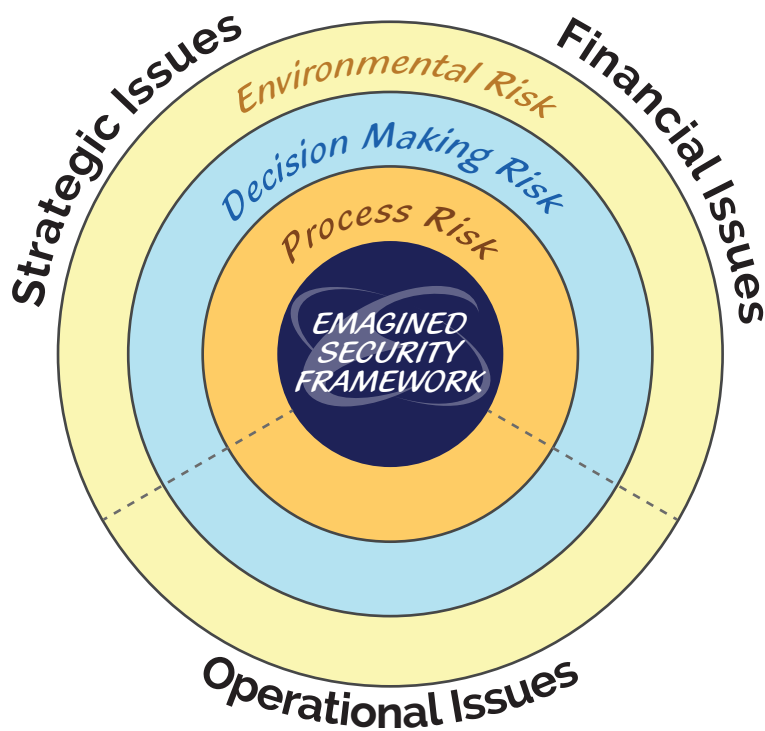 Strategic Issues
Financial Issues
Environmental Risk
Decision Making Risk
Process Risk
EMAGINED
SECURITY
FRAMEWORK
Operational Issues